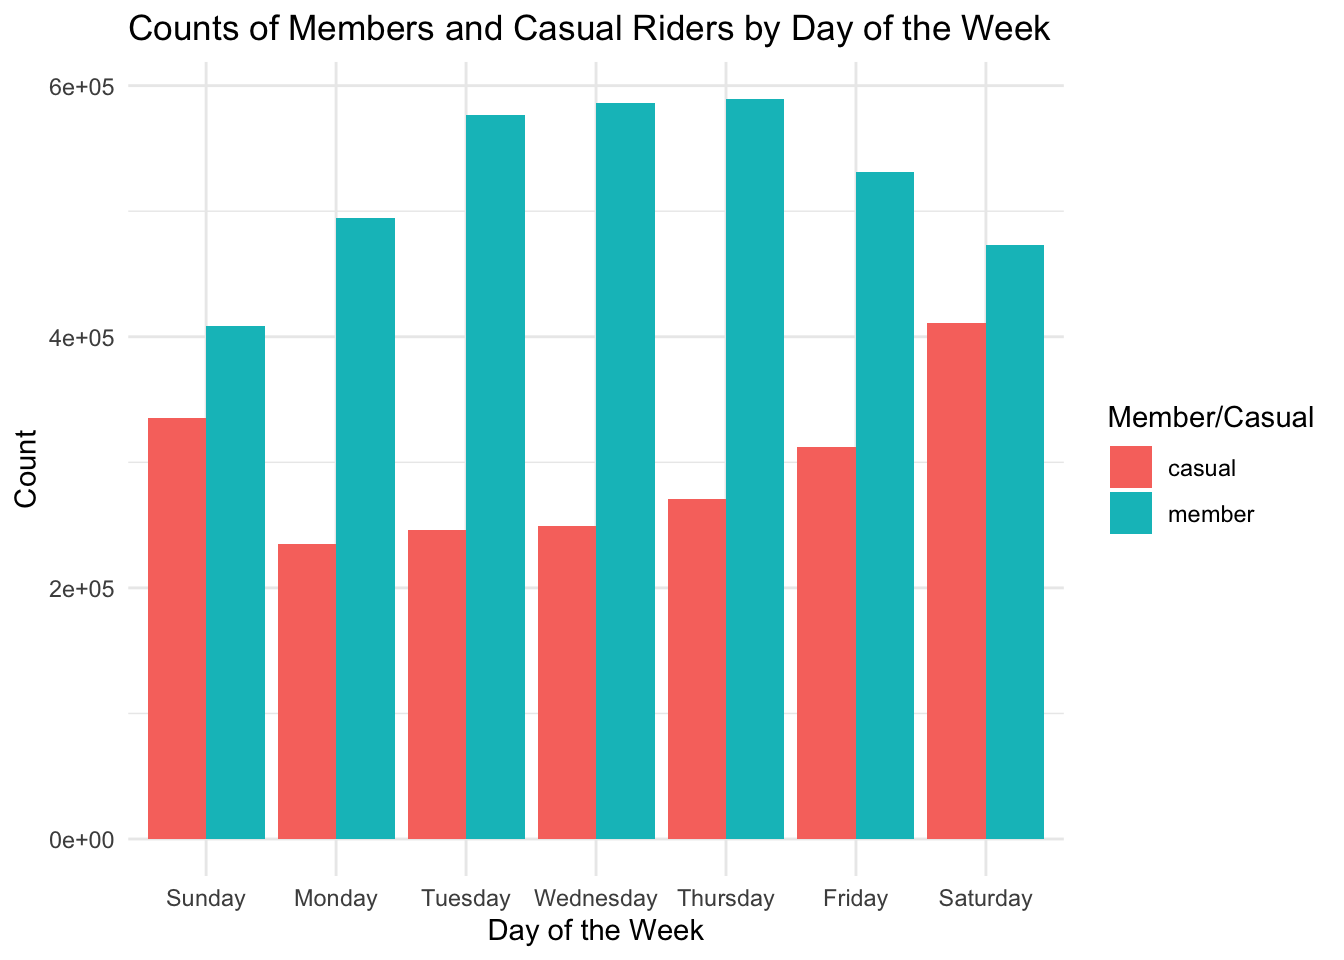 Counts of Members and Casual Riders by Day of the Week
6e+05
4e+05
2e+05
0e+00
Count
Sunday Monday Tuesday Wednesday Thursday Friday Saturday
Day of the Week
Member/Casual
casual
member